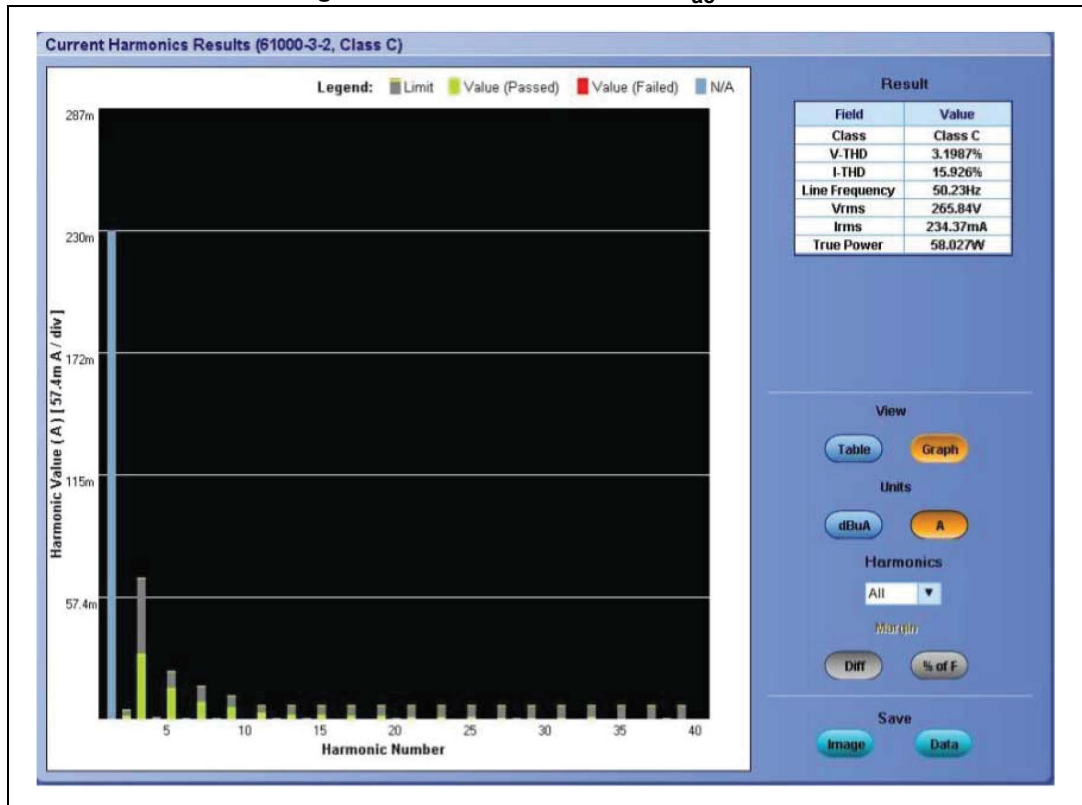 Current Harmonics Results (61000-3-2, Class C)
Legend: Limit Value (Passed) Value (Failed) N/A
287m
230m
172m
115m
57.4m
Harmonic Value ( A ) [ 57.4m A / div ]
5 10 15 20 25 30 35 40
Harmonic Number
Result
Field Value
Class Class C
V-THD 3.1987%
I-THD 15.926%
Line Frequency 50.23Hz
Vrms 265.84V
Irms 234.37mA
True Power 58.027W
View
Table Graph
Units
dBuA A
Harmonics
All
Margin
Diff % of F
Save
Image Data